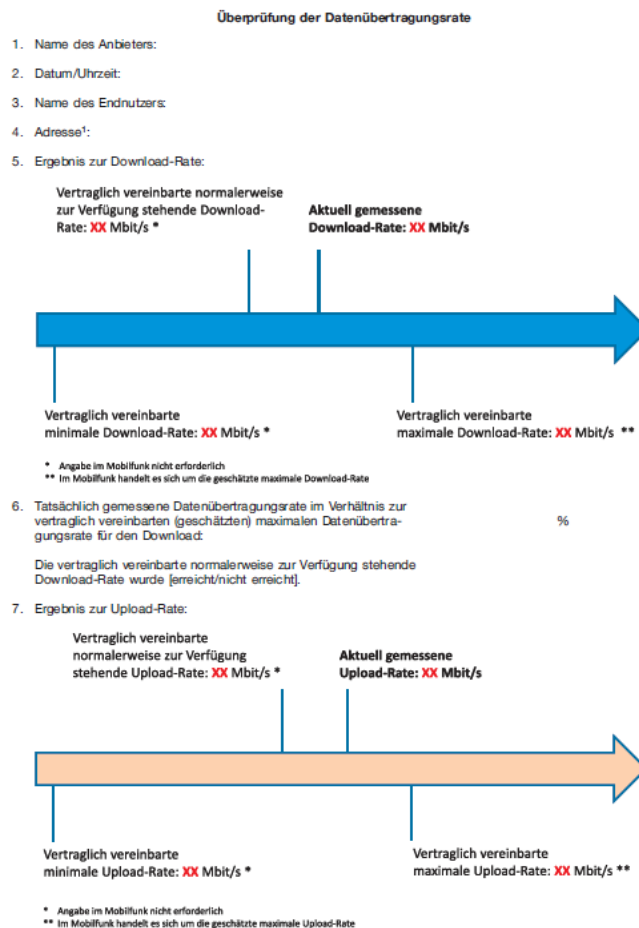 Überprüfung der Datenübertragungsrate
1. Name des Anbieters:
2. Datum/Uhrzeit:
3. Name des Endnutzers:
4. Adresse¹:
5. Ergebnis zur Download-Rate:
Vertraglich vereinbarte normalerweise
zur Verfügung stehende Download-
Rate: XX Mbit/s *
Aktuell gemessene
Download-Rate: XX Mbit/s
Vertraglich vereinbarte
minimale Download-Rate: XX Mbit/s *
Vertraglich vereinbarte
maximale Download-Rate: XX Mbit/s **
* Angabe im Mobilfunk nicht erforderlich
** Im Mobilfunk handelt es sich um die geschätzte maximale Download-Rate
6. Tatsächlich gemessene Datenübertragungsrate im Verhältnis zur
vertraglich vereinbarten (geschätzten) maximalen Datenübertra-
gungsrate für den Download:
%
Die vertraglich vereinbarte normalerweise zur Verfügung stehende
Download-Rate wurde [erreicht/nicht erreicht].
7. Ergebnis zur Upload-Rate:
Vertraglich vereinbarte
normalerweise zur Verfügung
stehende Upload-Rate: XX Mbit/s *
Aktuell gemessene
Upload-Rate: XX Mbit/s
Vertraglich vereinbarte
minimale Upload-Rate: XX Mbit/s *
Vertraglich vereinbarte
maximale Upload-Rate: XX Mbit/s **
* Angabe im Mobilfunk nicht erforderlich
** Im Mobilfunk handelt es sich um die geschätzte maximale Upload-Rate